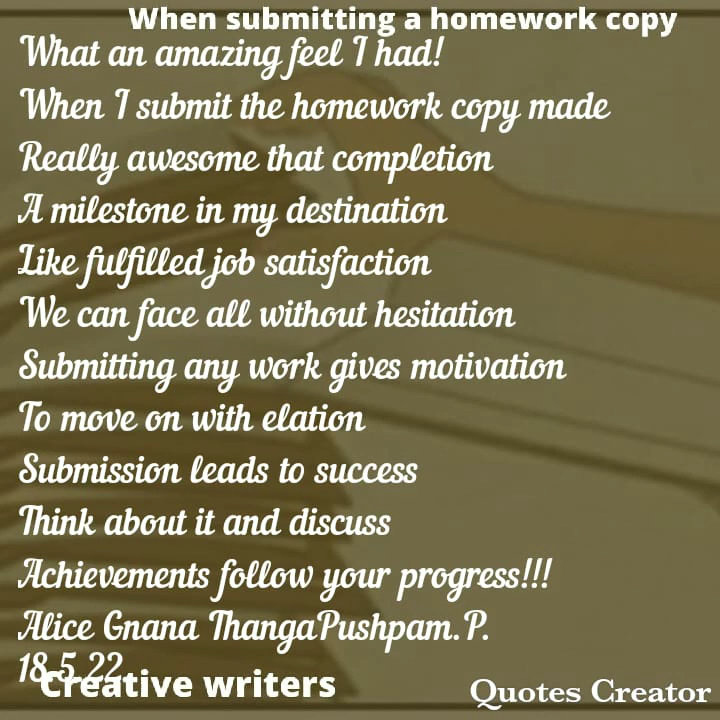 When submitting a homework copy
What an amazing feel I had!
When I submit the homework copy made
Really awesome that completion
A milestone in my destination
Like fulfilled job satisfaction
We can face all without hesitation
Submitting any work gives motivation
To move on with elation
Submission leads to success
Think about it and discuss
Achievements follow your progress!!!
Alice Gnana ThangaPushpam.P.
18.5.22
Creative writers
Quotes Creator